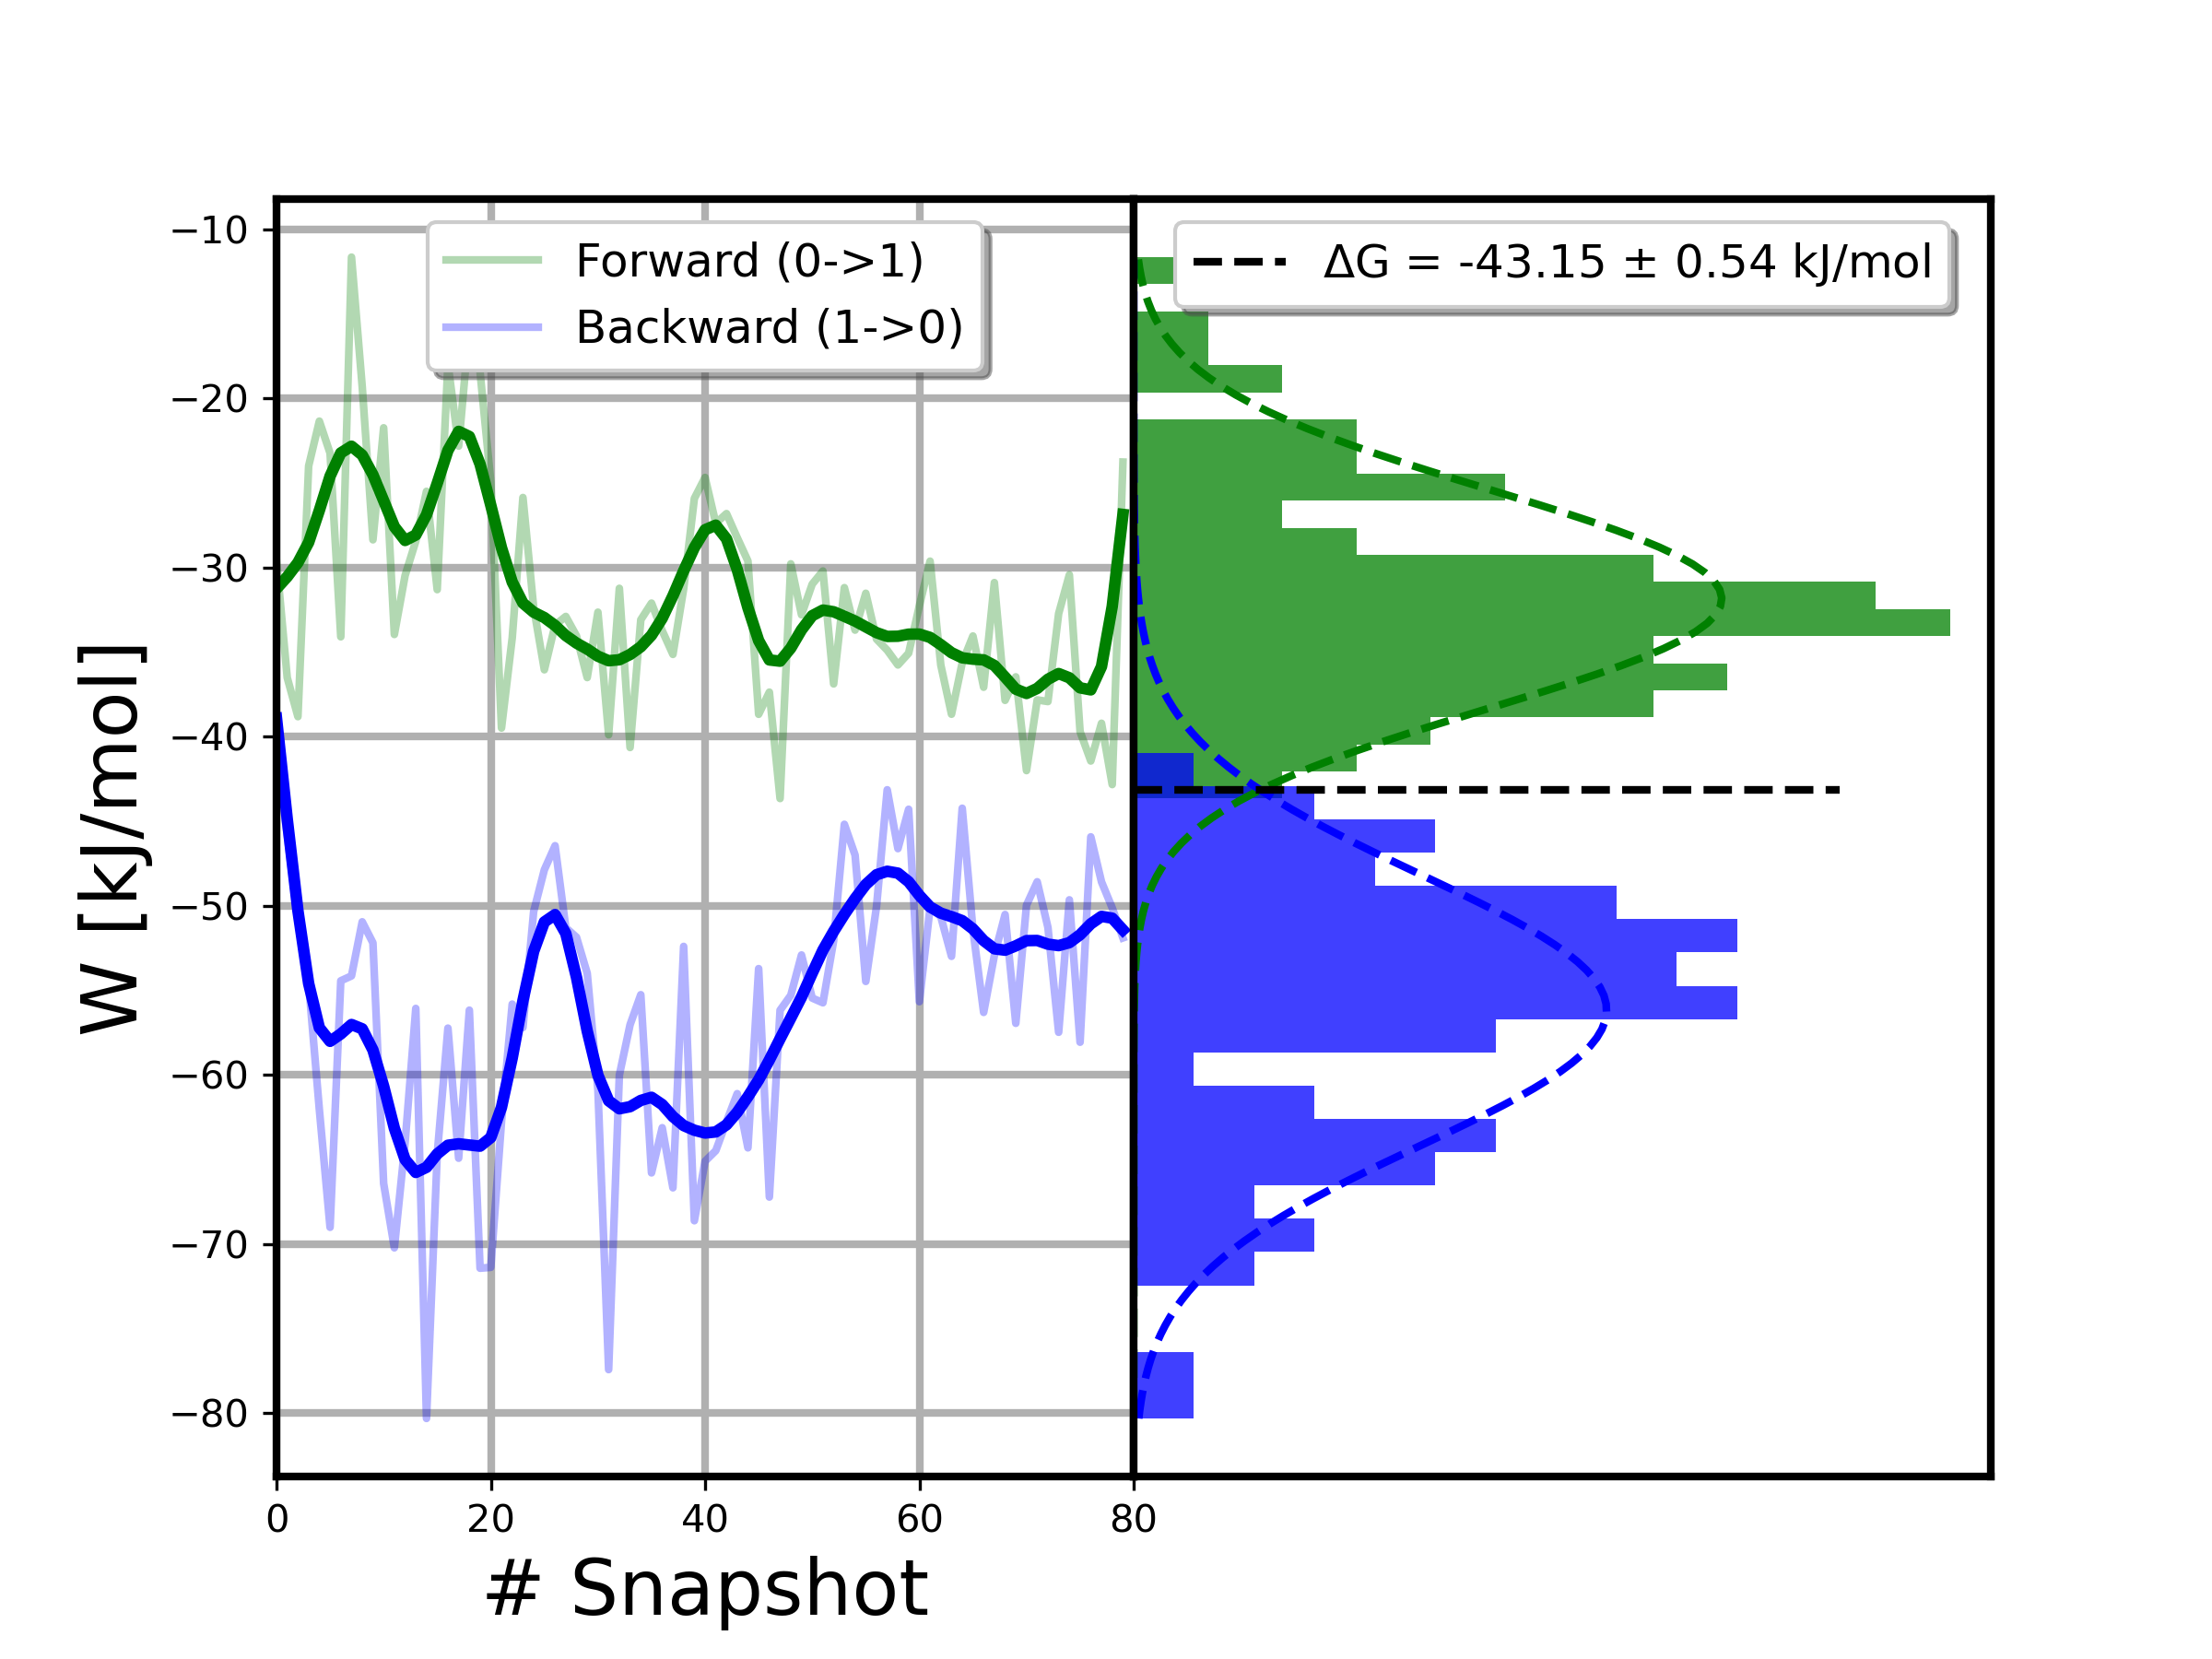 Forward (0->1)
Backward (1->0)
ΔG = -43.15 ± 0.54 kJ/mol
W [kJ/mol]
−10
−20
−30
−40
−50
−60
−70
−80
0 20 40 60 80
# Snapshot